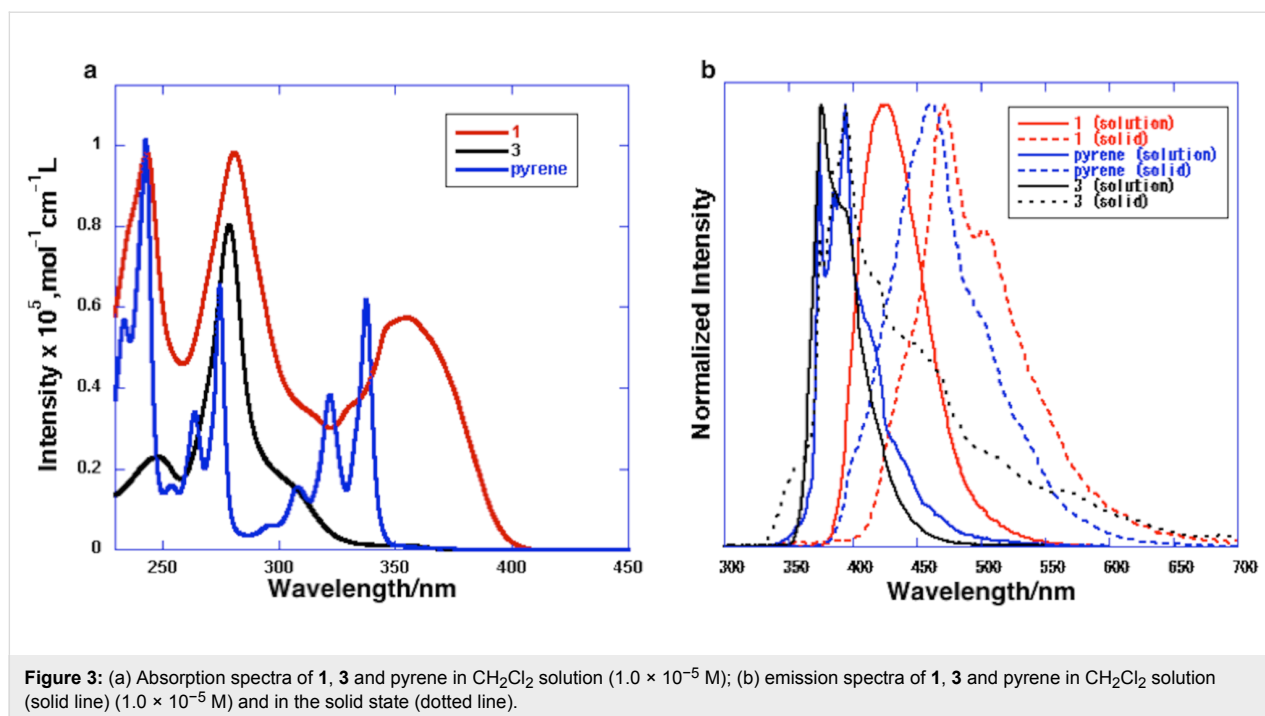 a
1
3
pyrene
1
0.8
0.6
0.4
0.2
0
Intensity x 10⁵,mol⁻¹cm⁻¹L
250 300 350 400 450
Wavelength/nm
b
1 (solution)
1 (solid)
pyrene (solution)
pyrene (solid)
3 (solution)
3 (solid)
Normalized Intensity
300 350 400 450 500 550 600 650 700
Wavelength/nm
Figure 3: (a) Absorption spectra of 1, 3 and pyrene in CH₂Cl₂ solution (1.0 × 10⁻⁵ M); (b) emission spectra of 1, 3 and pyrene in CH₂Cl₂ solution
(solid line) (1.0 × 10⁻⁵ M) and in the solid state (dotted line).